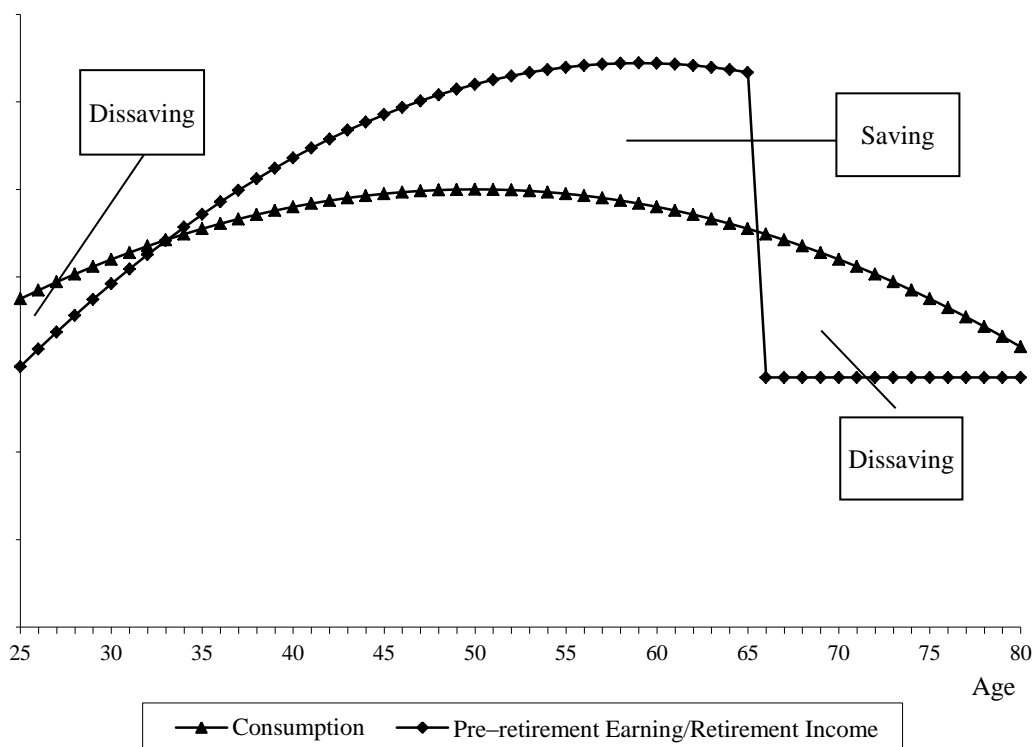 Dissaving
Saving
Dissaving
25 30 35 40 45 50 55 60 65 70 75 80
Age
Consumption Pre–retirement Earning/Retirement Income